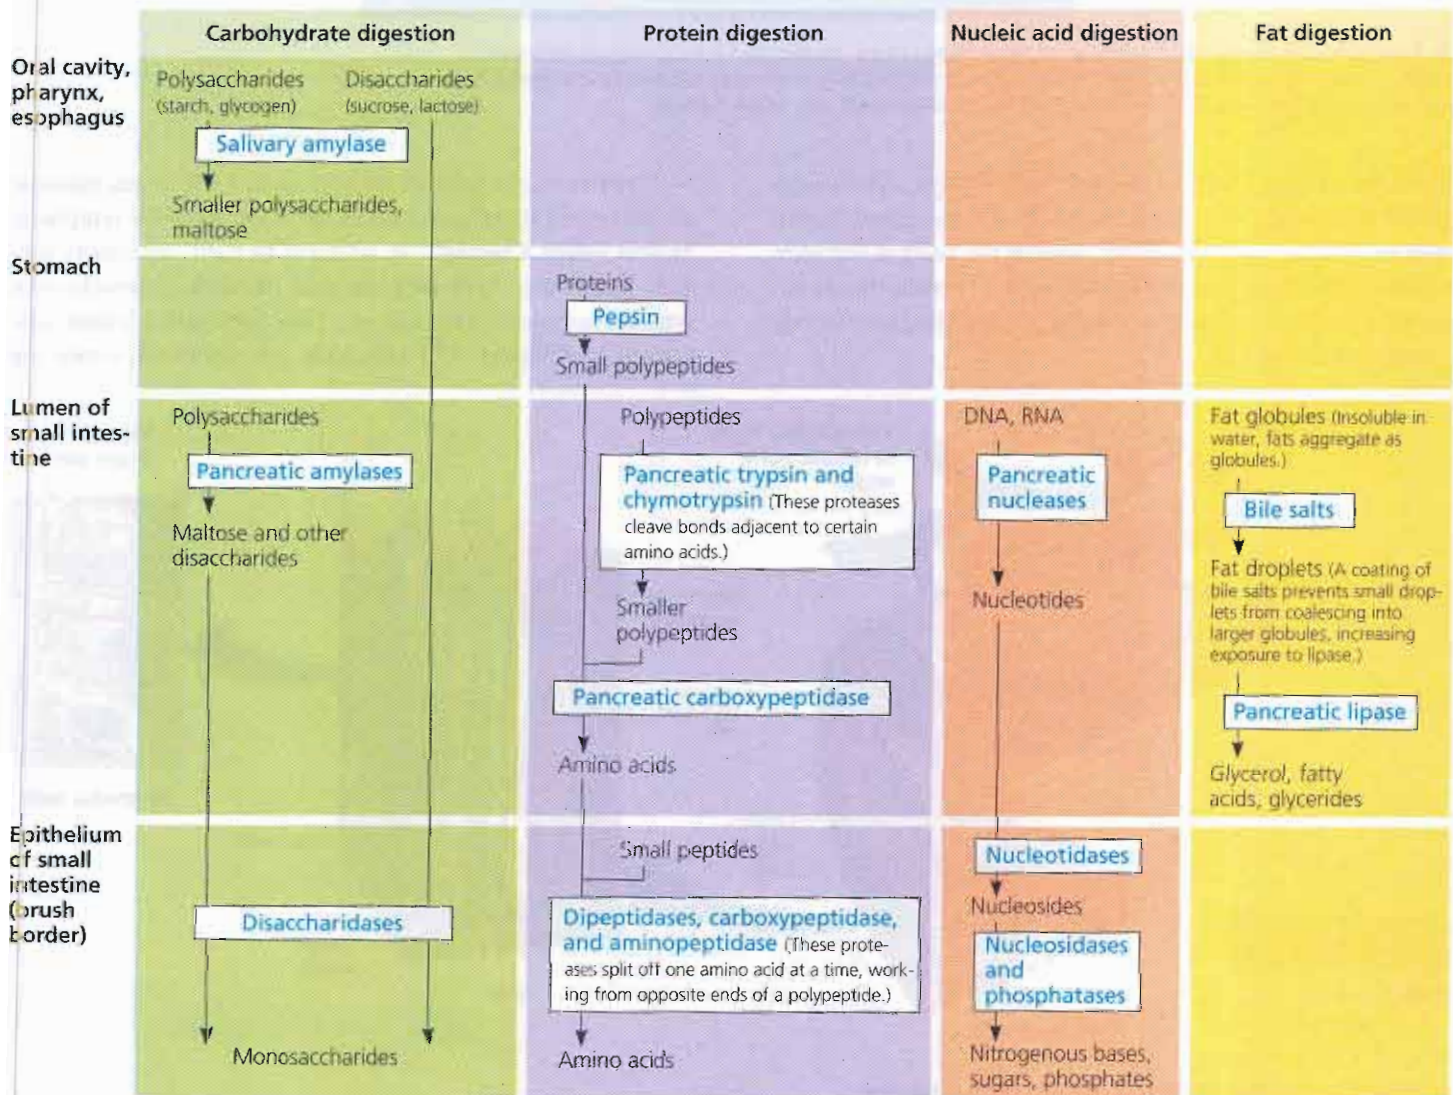 Carbohydrate digestion
Protein digestion
Nucleic acid digestion
Fat digestion
Oral cavity,
pharynx,
esophagus
Polysaccharides
(starch, glycogen)
Disaccharides
(sucrose, lactose)
Salivary amylase
Smaller polysaccharides,
maltose
Stomach
Proteins
Pepsin
Small polypeptides
Lumen of
small intes-
tine
Polysaccharides
Pancreatic amylases
Maltose and other
disaccharides
Polypeptides
Pancreatic trypsin and
chymotrypsin (These proteases
cleave bonds adjacent to certain
amino acids.)
Smaller
polypeptides
Pancreatic carboxypeptidase
Amino acids
DNA, RNA
Pancreatic
nucleases
Nucleotides
Fat globules (Insoluble in
water, fats aggregate as
globules.)
Bile salts
Fat droplets (A coating of
bile salts prevents small drop-
lets from coalescing into
larger globules, increasing
exposure to lipase.)
Pancreatic lipase
Glycerol, fatty
acids, glycerides
Epithelium
of small
intestine
(brush
border)
Disaccharidases
Monosaccharides
Small peptides
Dipeptidases, carboxypeptidase,
and aminopeptidase (These prote-
ases split off one amino acid at a time, work-
ing from opposite ends of a polypeptide.)
Amino acids
Nucleotidases
Nucleosides
Nucleosidases
and
phosphatases
Nitrogenous bases,
sugars, phosphates